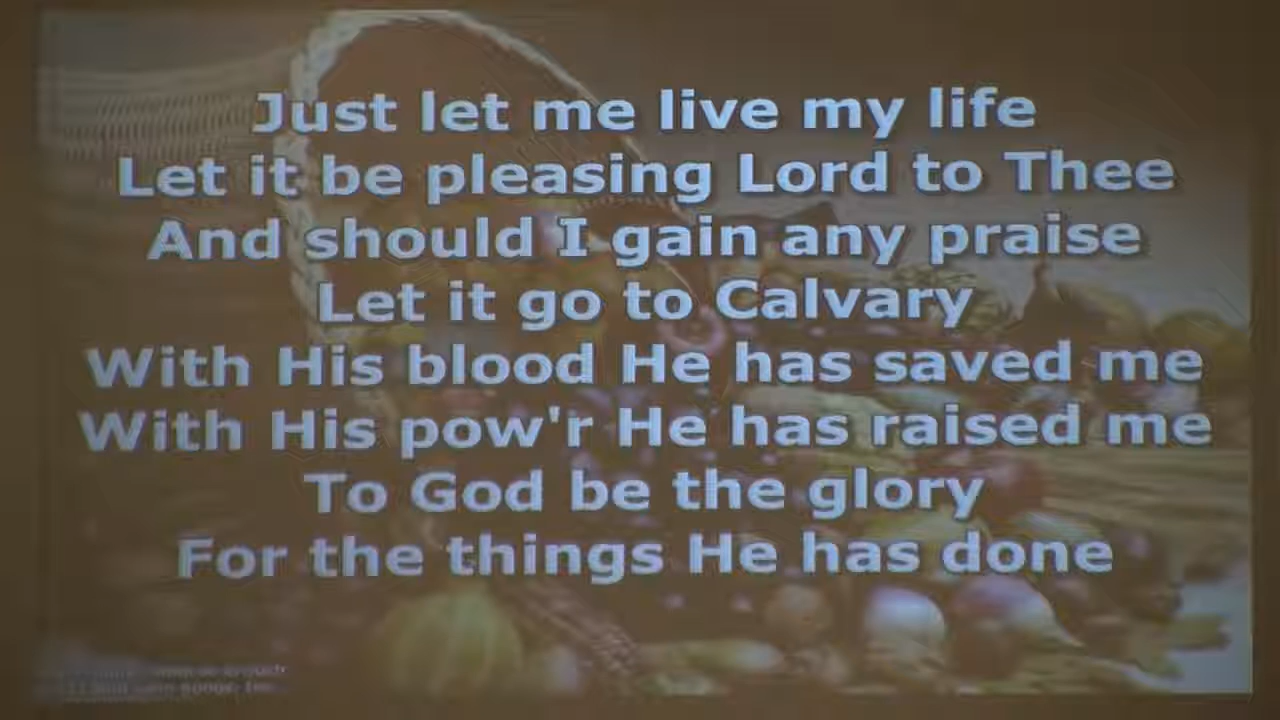 Just let me live my life
Let it be pleasing Lord to Thee
And should I gain any praise
Let it go to Calvary
With His blood He has saved me
With His pow'r He has raised me
To God be the glory
For the things He has done